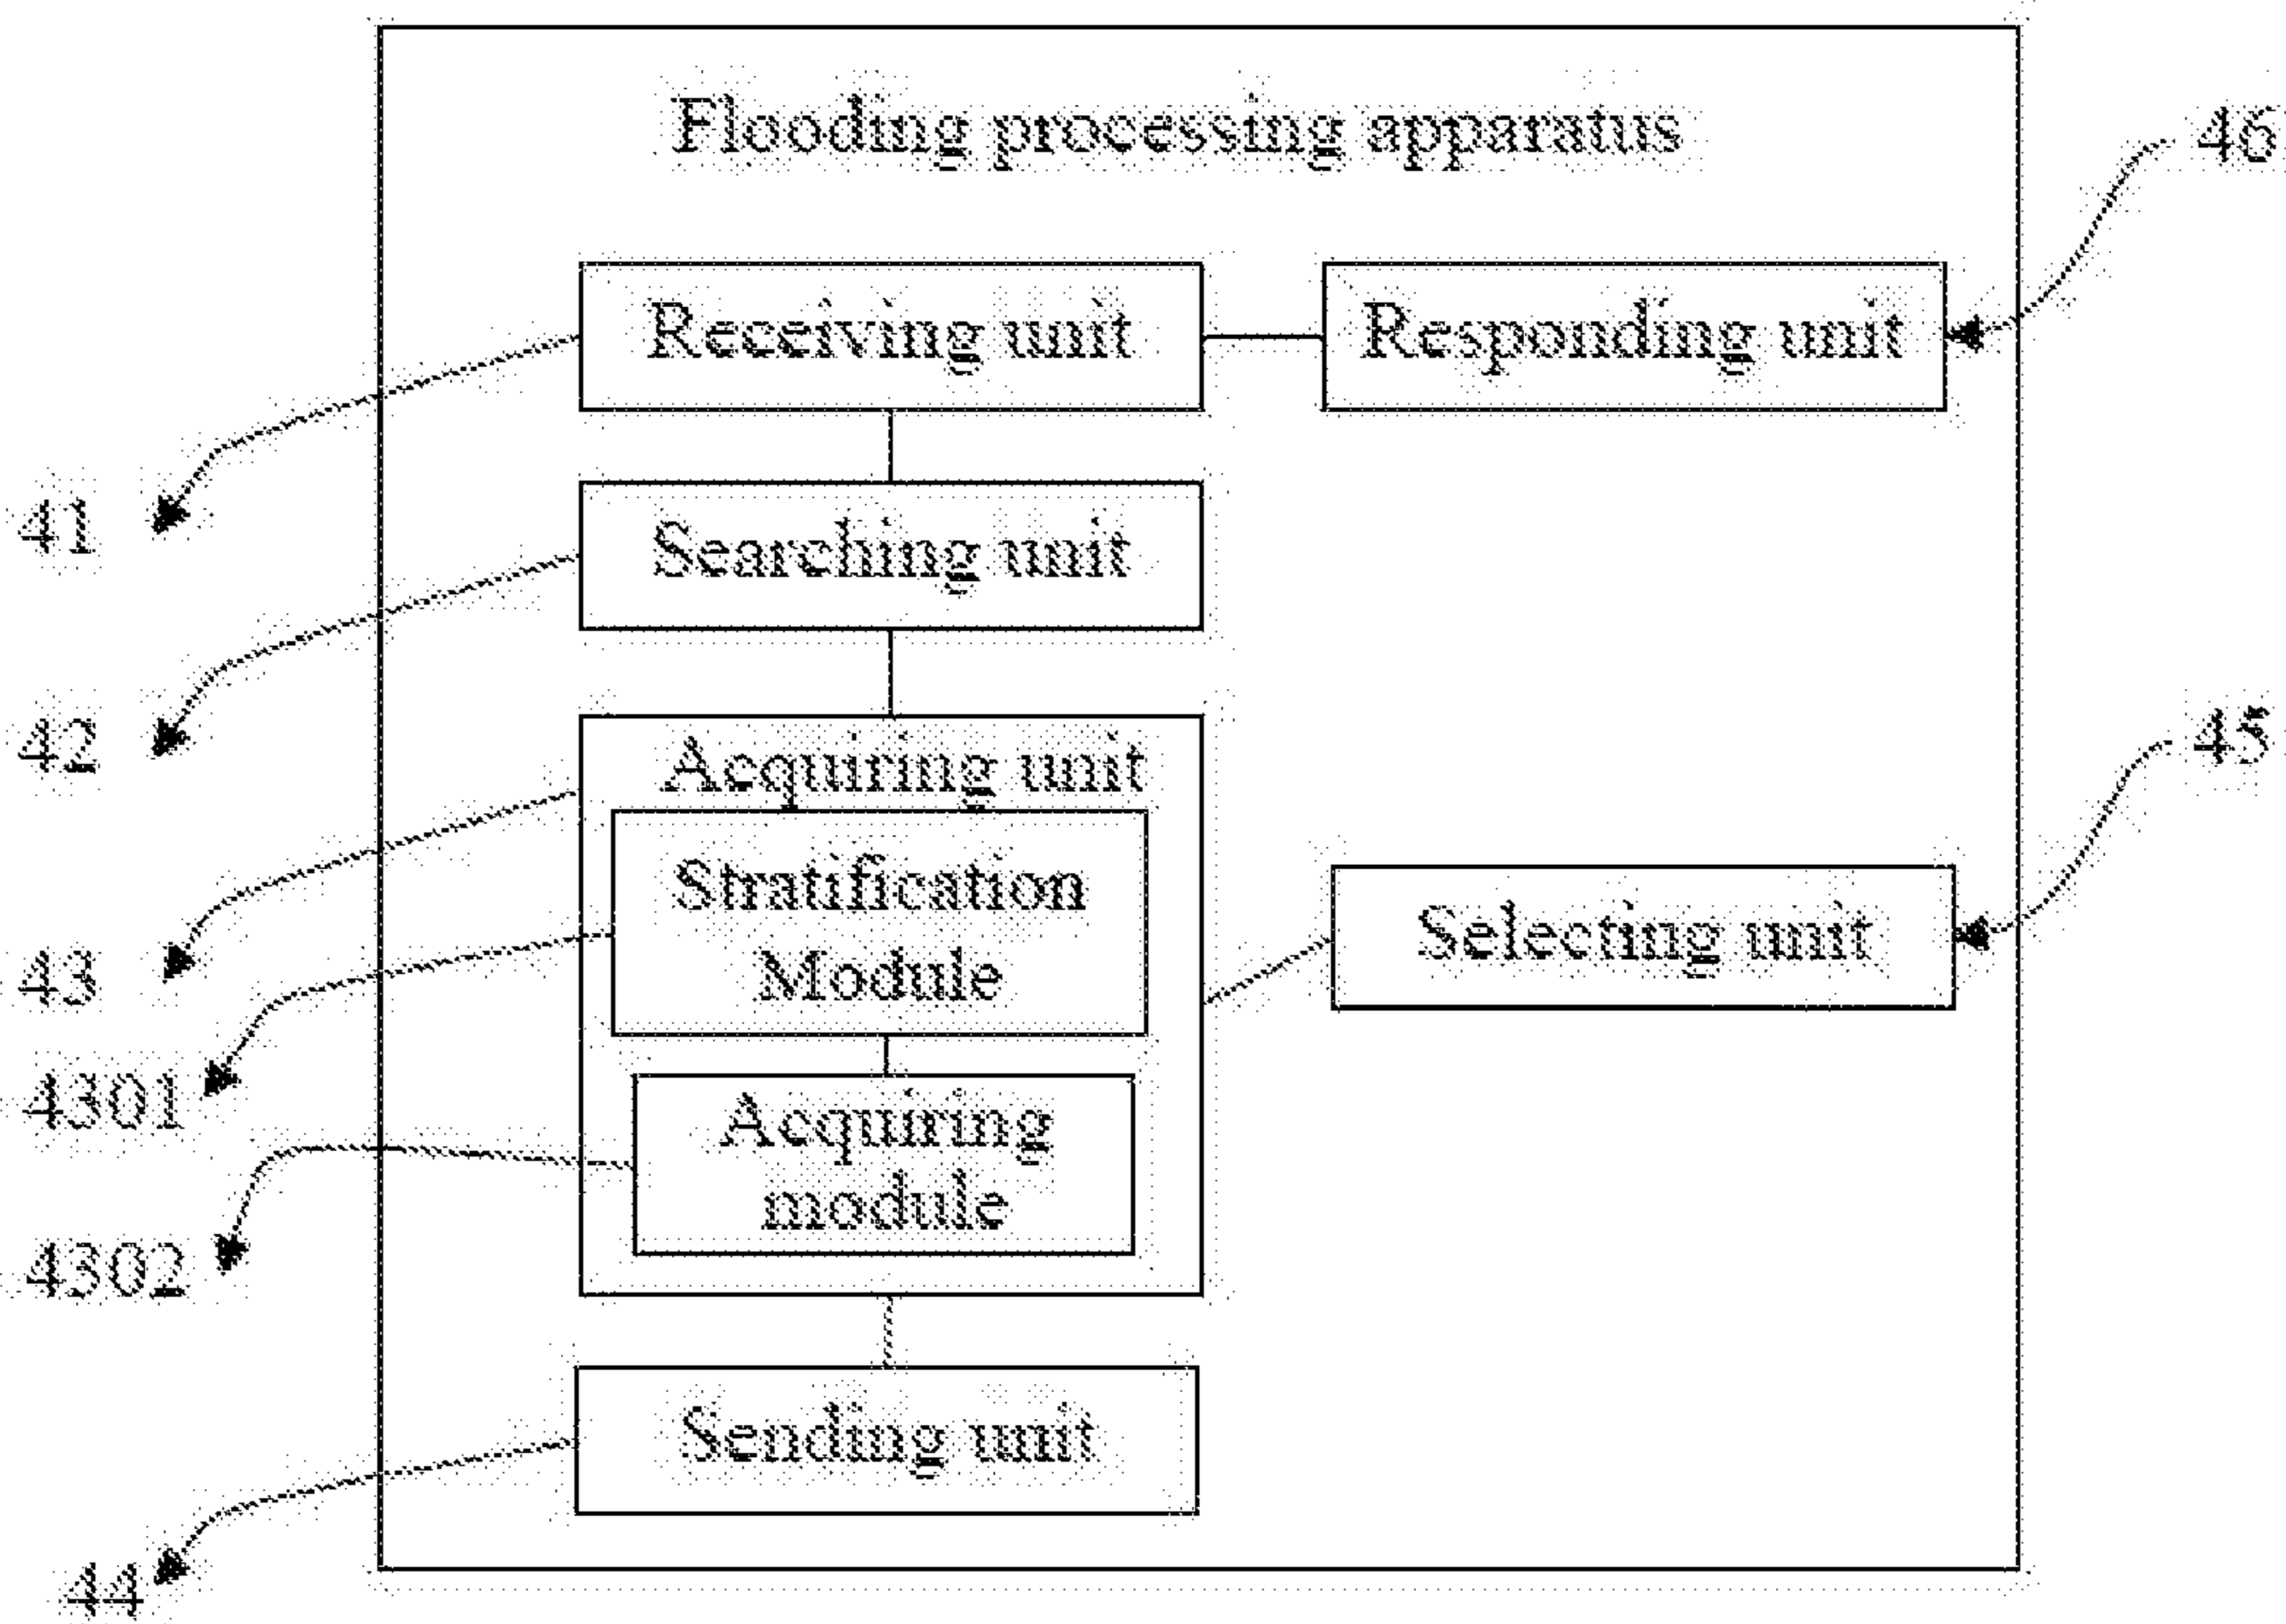 Flooding processing apparatus
46
Receiving unit
Responding unit
41
Searching unit
42
Acquiring unit
45
Stratification
Module
Selecting unit
43
4301
Acquiring
module
4302
Sending unit
44